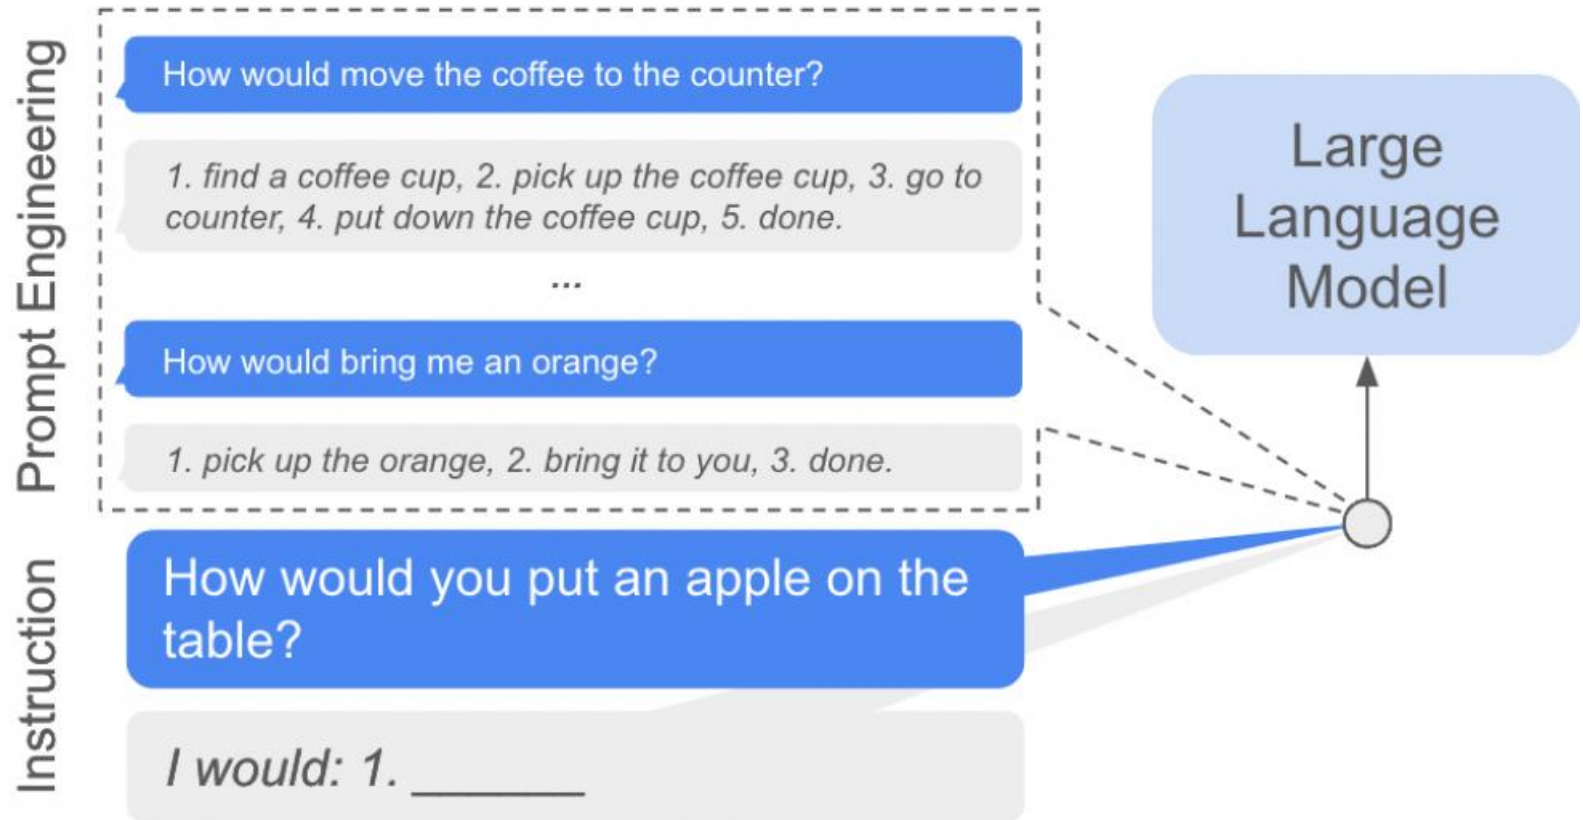 Prompt Engineering
How would move the coffee to the counter?
1. find a coffee cup, 2. pick up the coffee cup, 3. go to
counter, 4. put down the coffee cup, 5. done.
...
How would bring me an orange?
1. pick up the orange, 2. bring it to you, 3. done.
Instruction
How would you put an apple on the
table?
I would: 1. ______
Large
Language
Model